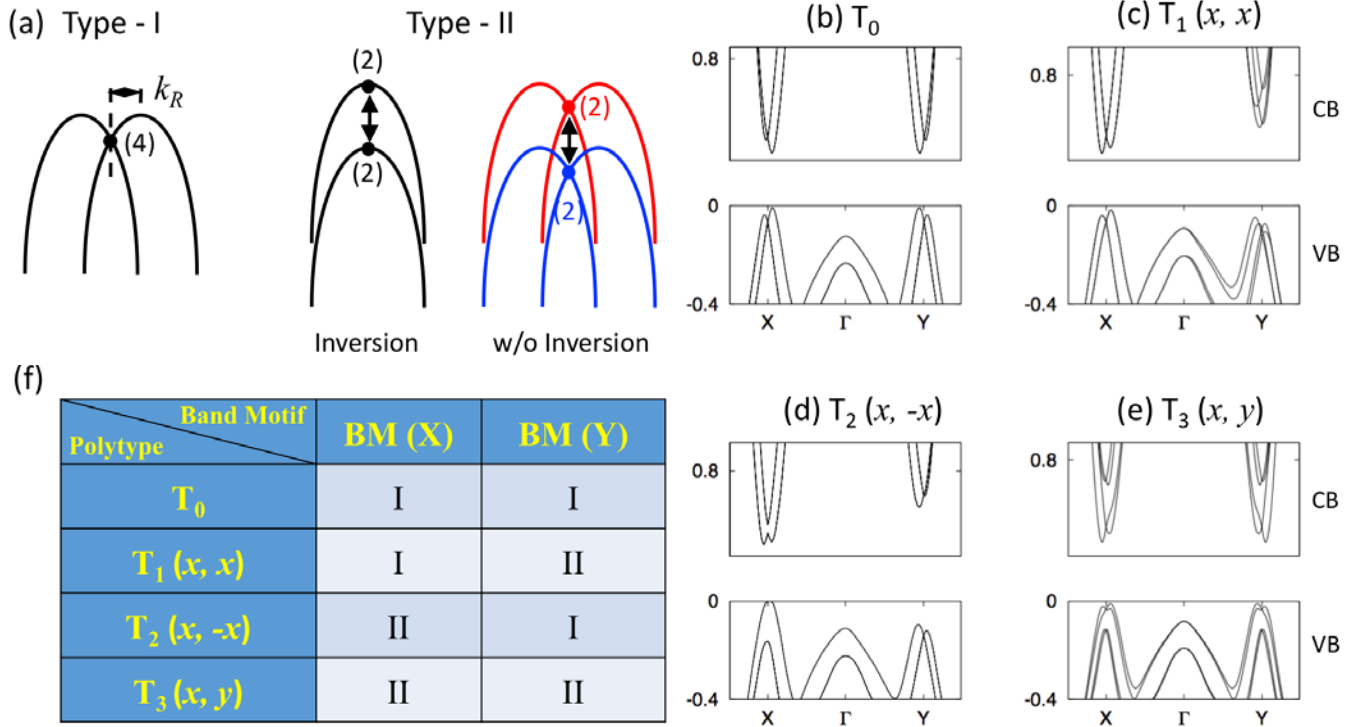 (a) Type - I Type - II
k_R
(4)
(2)
(2)
(2)
(2)
Inversion w/o Inversion
(b) T₀
0.8
0
-0.4
X Γ Y
(c) T₁ (x, x)
0.8
CB
0
VB
-0.4
X Γ Y
(d) T₂ (x, -x)
0.8
0
-0.4
X Γ Y
(e) T₃ (x, y)
0.8
CB
0
VB
-0.4
X Γ Y
(f)
Band Motif
Polytype
BM (X) BM (Y)
T₀ I I
T₁ (x, x) I II
T₂ (x, -x) II I
T₃ (x, y) II II